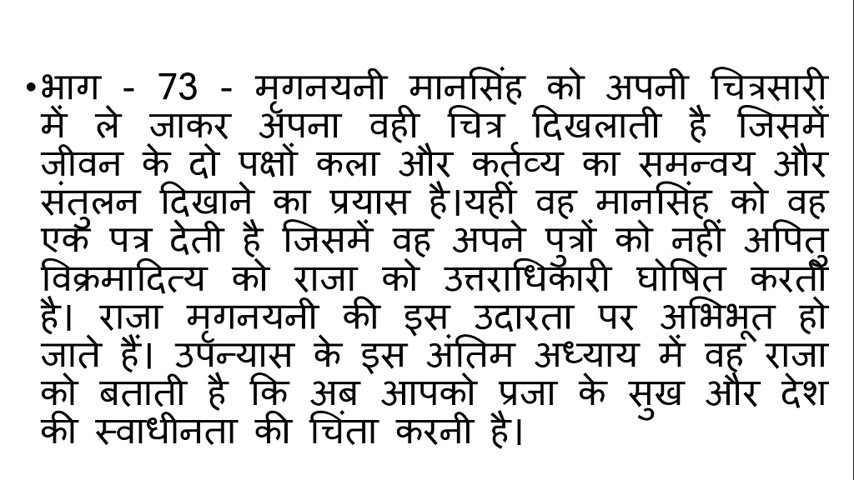 •भाग - 73 - मृगनयनी मानसिंह को अपनी चित्रसारी
में ले जाकर अपना वही चित्र दिखलाती है जिसमें
जीवन के दो पक्षों कला और कर्तव्य का समन्वय और
संतुलन दिखाने का प्रयास है।यहीं वह मानसिंह को वह
एक पत्र देती है जिसमें वह अपने पुत्रों को नहीं अपितु
विक्रमादित्य को राजा को उत्तराधिकारी घोषित करती
है। राजा मृगनयनी की इस उदारता पर अभिभूत हो
जाते हैं। उपन्यास के इस अंतिम अध्याय में वह राजा
को बताती है कि अब आपको प्रजा के सुख और देश
की स्वाधीनता की चिंता करनी है।